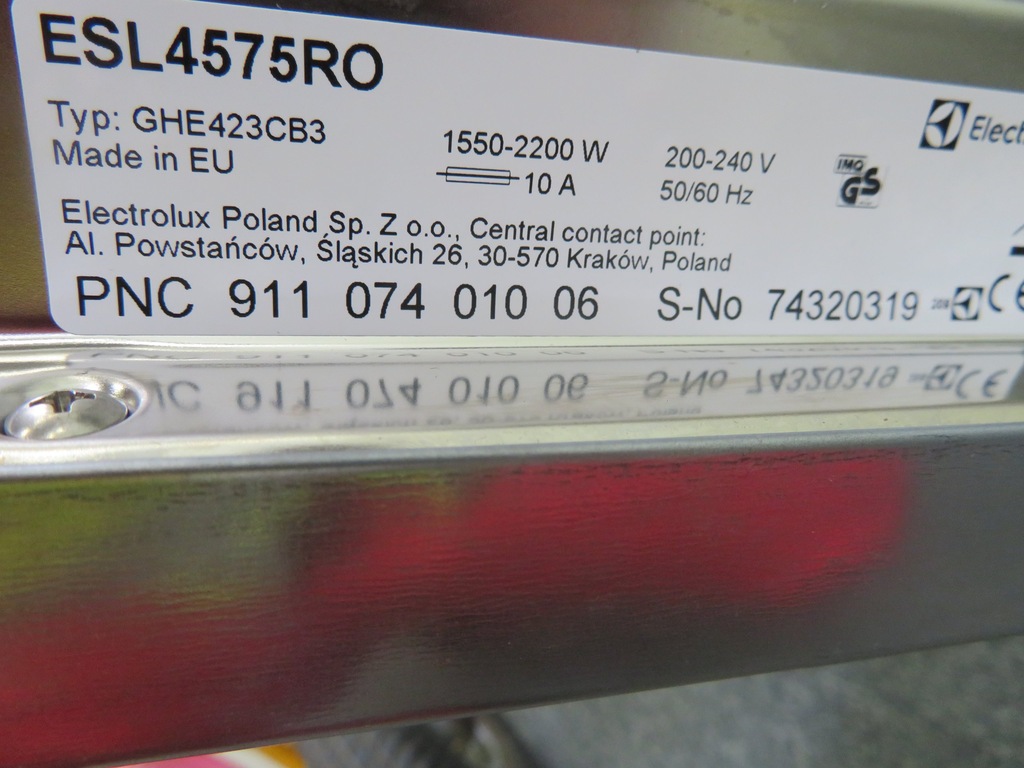 ESL4575RO
Typ: GHE423CB3
Made in EU
1550-2200 W
10 A
200-240 V
50/60 Hz
IMQ
GS
Elect
Electrolux Poland Sp. Z o.o., Central contact point:
Al. Powstańców, Śląskich 26, 30-570 Kraków, Poland
PNC 911 074 010 06 S-No 74320319
CE